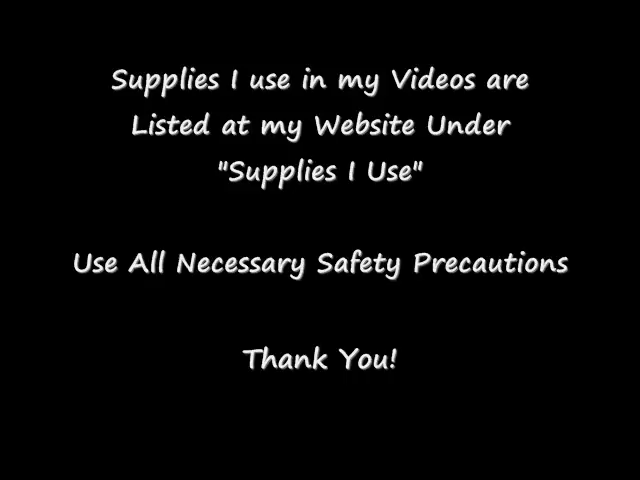 Supplies I use in my Videos are
Listed at my Website Under
"Supplies I Use"
Use All Necessary Safety Precautions
Thank You!